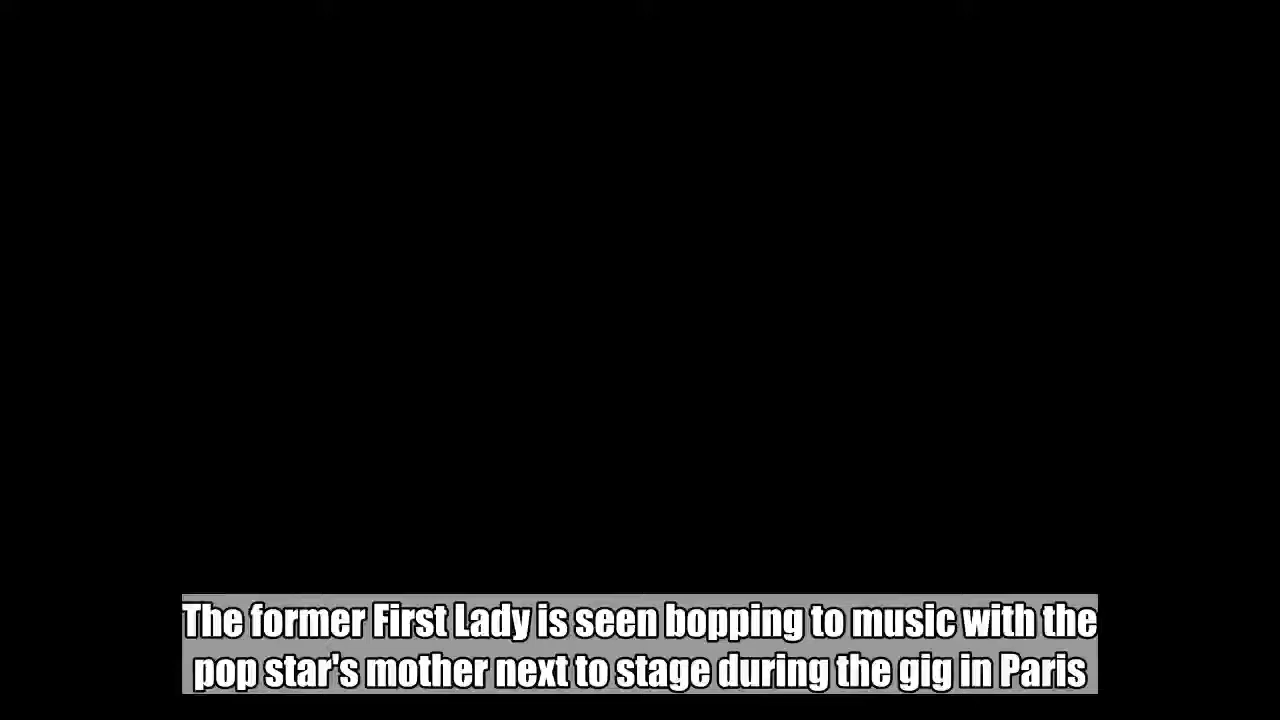 The former First Lady is seen bopping to music with the
pop star's mother next to stage during the gig in Paris